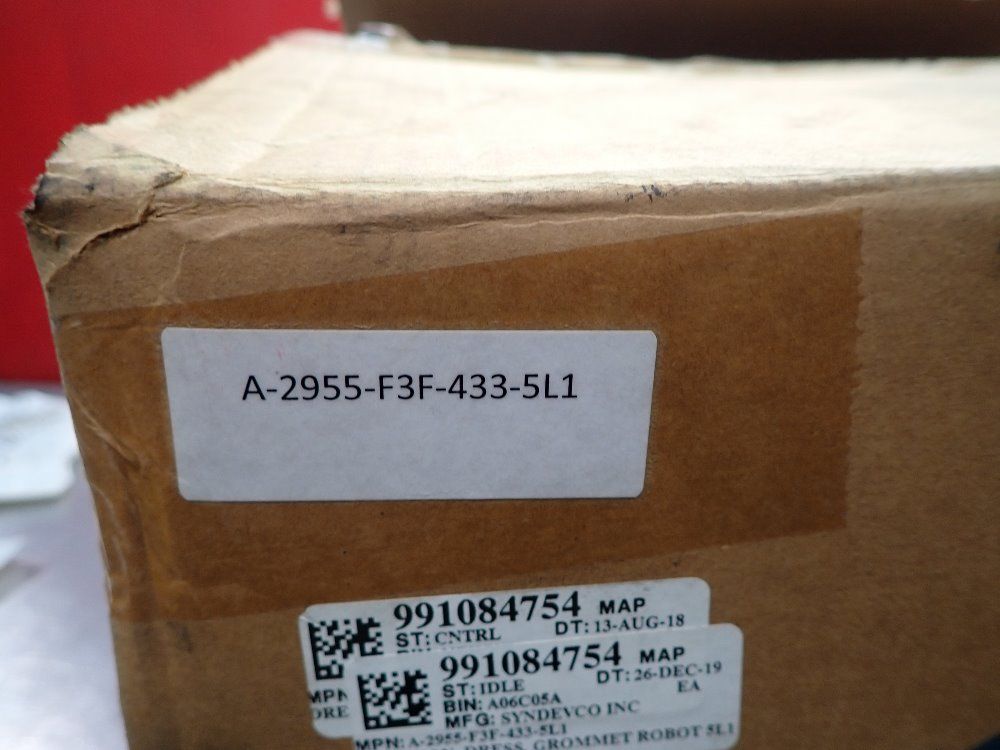 A-2955-F3F-433-5L1
991084754 MAP
ST: CNTRL DT: 13-AUG-18
MPN
991084754 MAP
ST: IDLE DT: 26-DEC-19
BIN: A06C05A EA
MFG: SYNDEVCO INC
MPN: A-2955-F3F-433-5L1
DRESS, GROMMET ROBOT 5L1